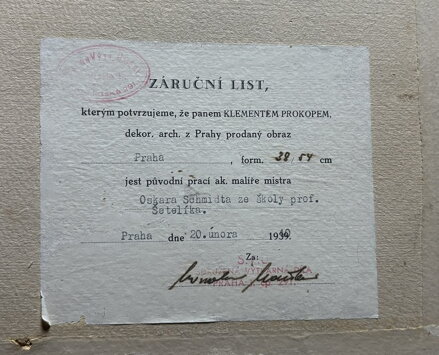 ZÁRUČNÍ LIST,
kterým potvrzujeme, že panem KLEMENTEM PROKOPEM,
dekor. arch. z Prahy prodaný obraz
Praha, form. 38 54 cm
jest původní prací ak. malíře mistra
Oskara Schmidta ze školy prof.
Šetelíka.
Praha dne 20. února 1940
Za: